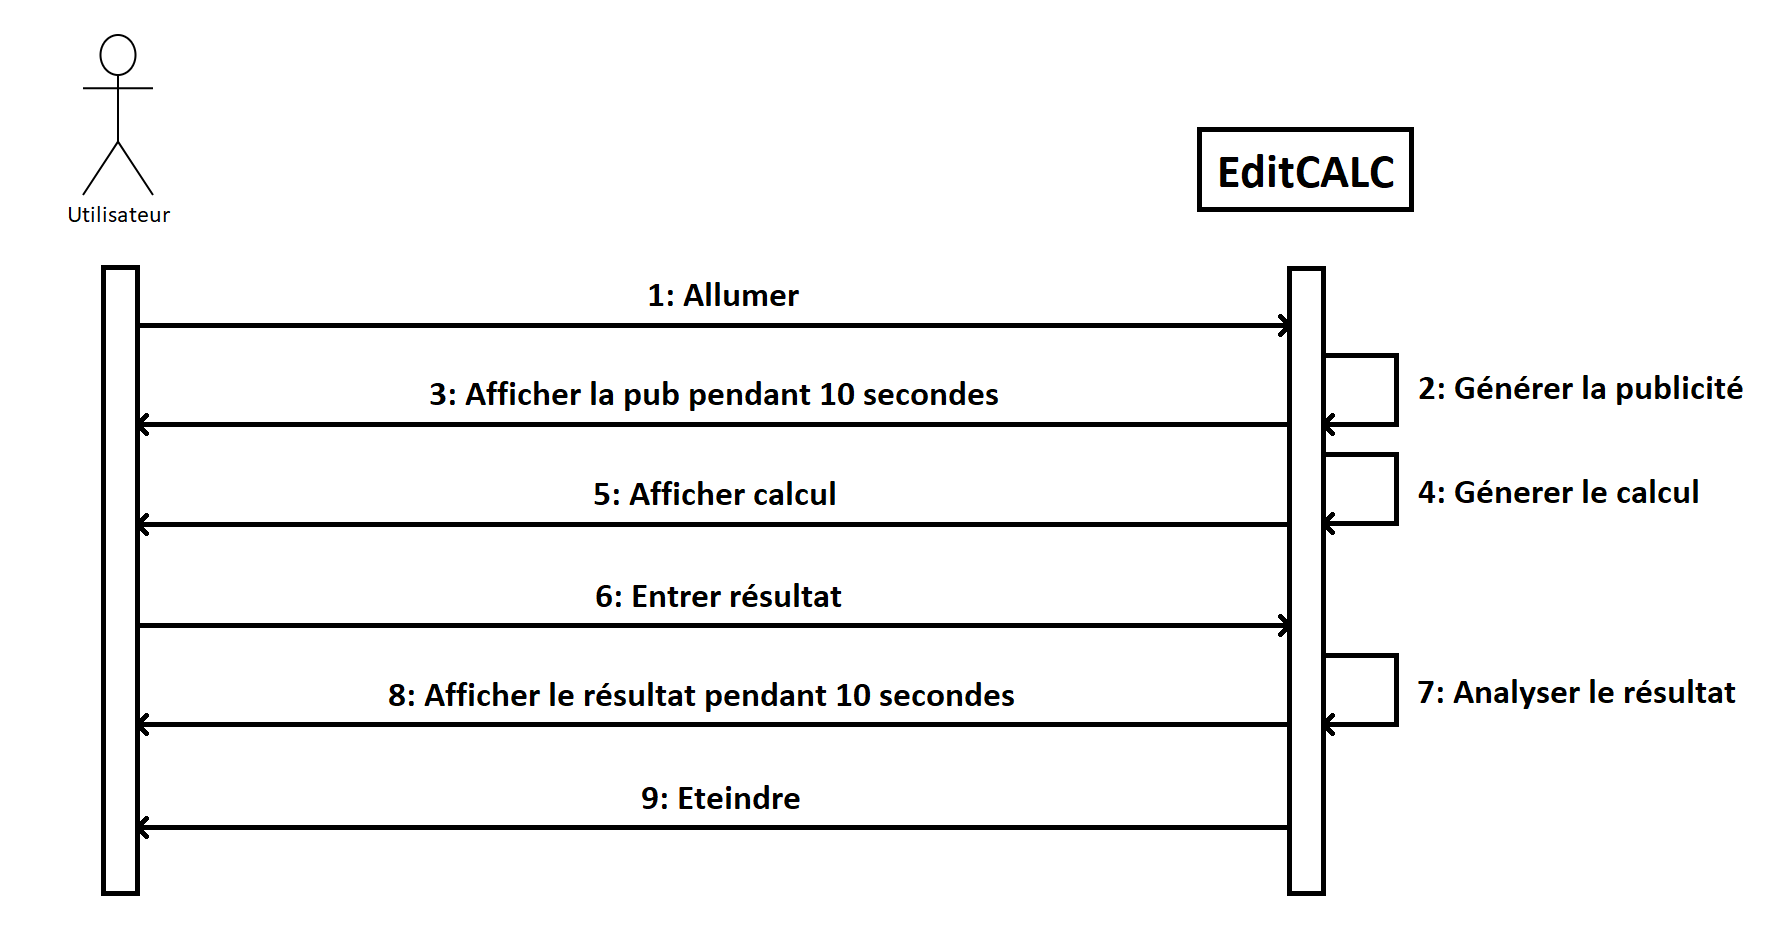 Utilisateur
EditCALC
1: Allumer
2: Générer la publicité
3: Afficher la pub pendant 10 secondes
4: Génerer le calcul
5: Afficher calcul
6: Entrer résultat
7: Analyser le résultat
8: Afficher le résultat pendant 10 secondes
9: Eteindre